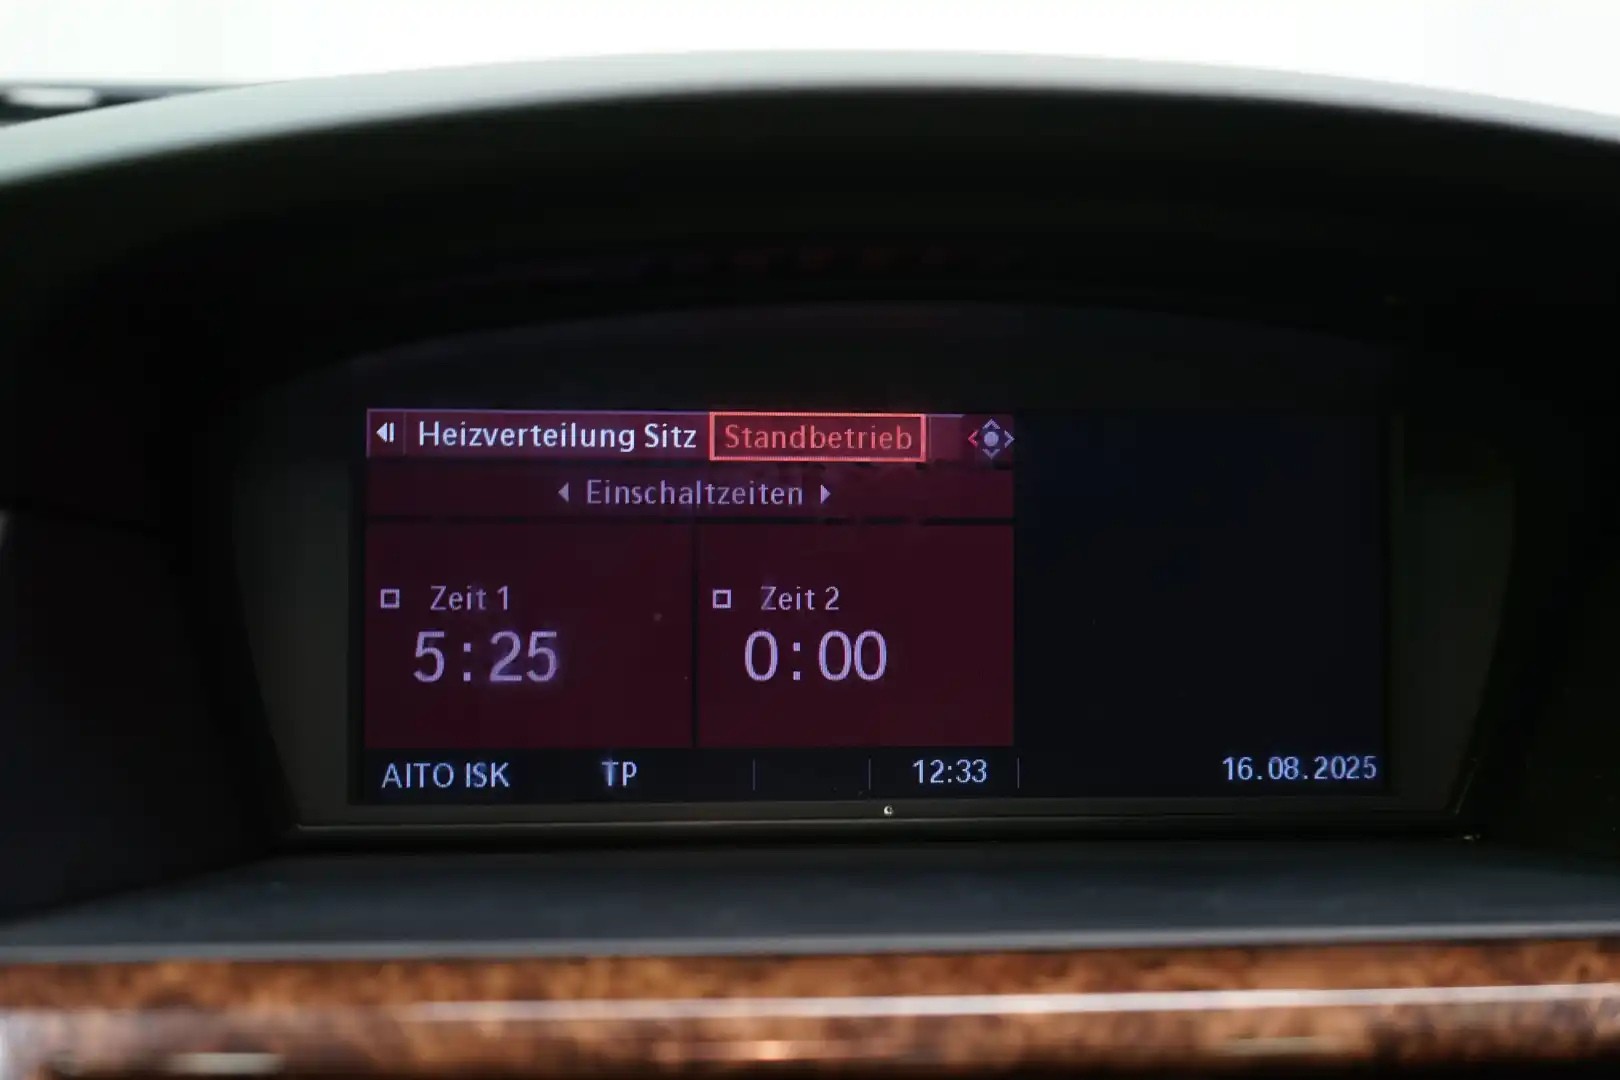 Heizverteilung Sitz Standbetrieb
Einschaltzeiten
Zeit 1 Zeit 2
5:25 0:00
AITO ISK TP 12:33 16.08.2025